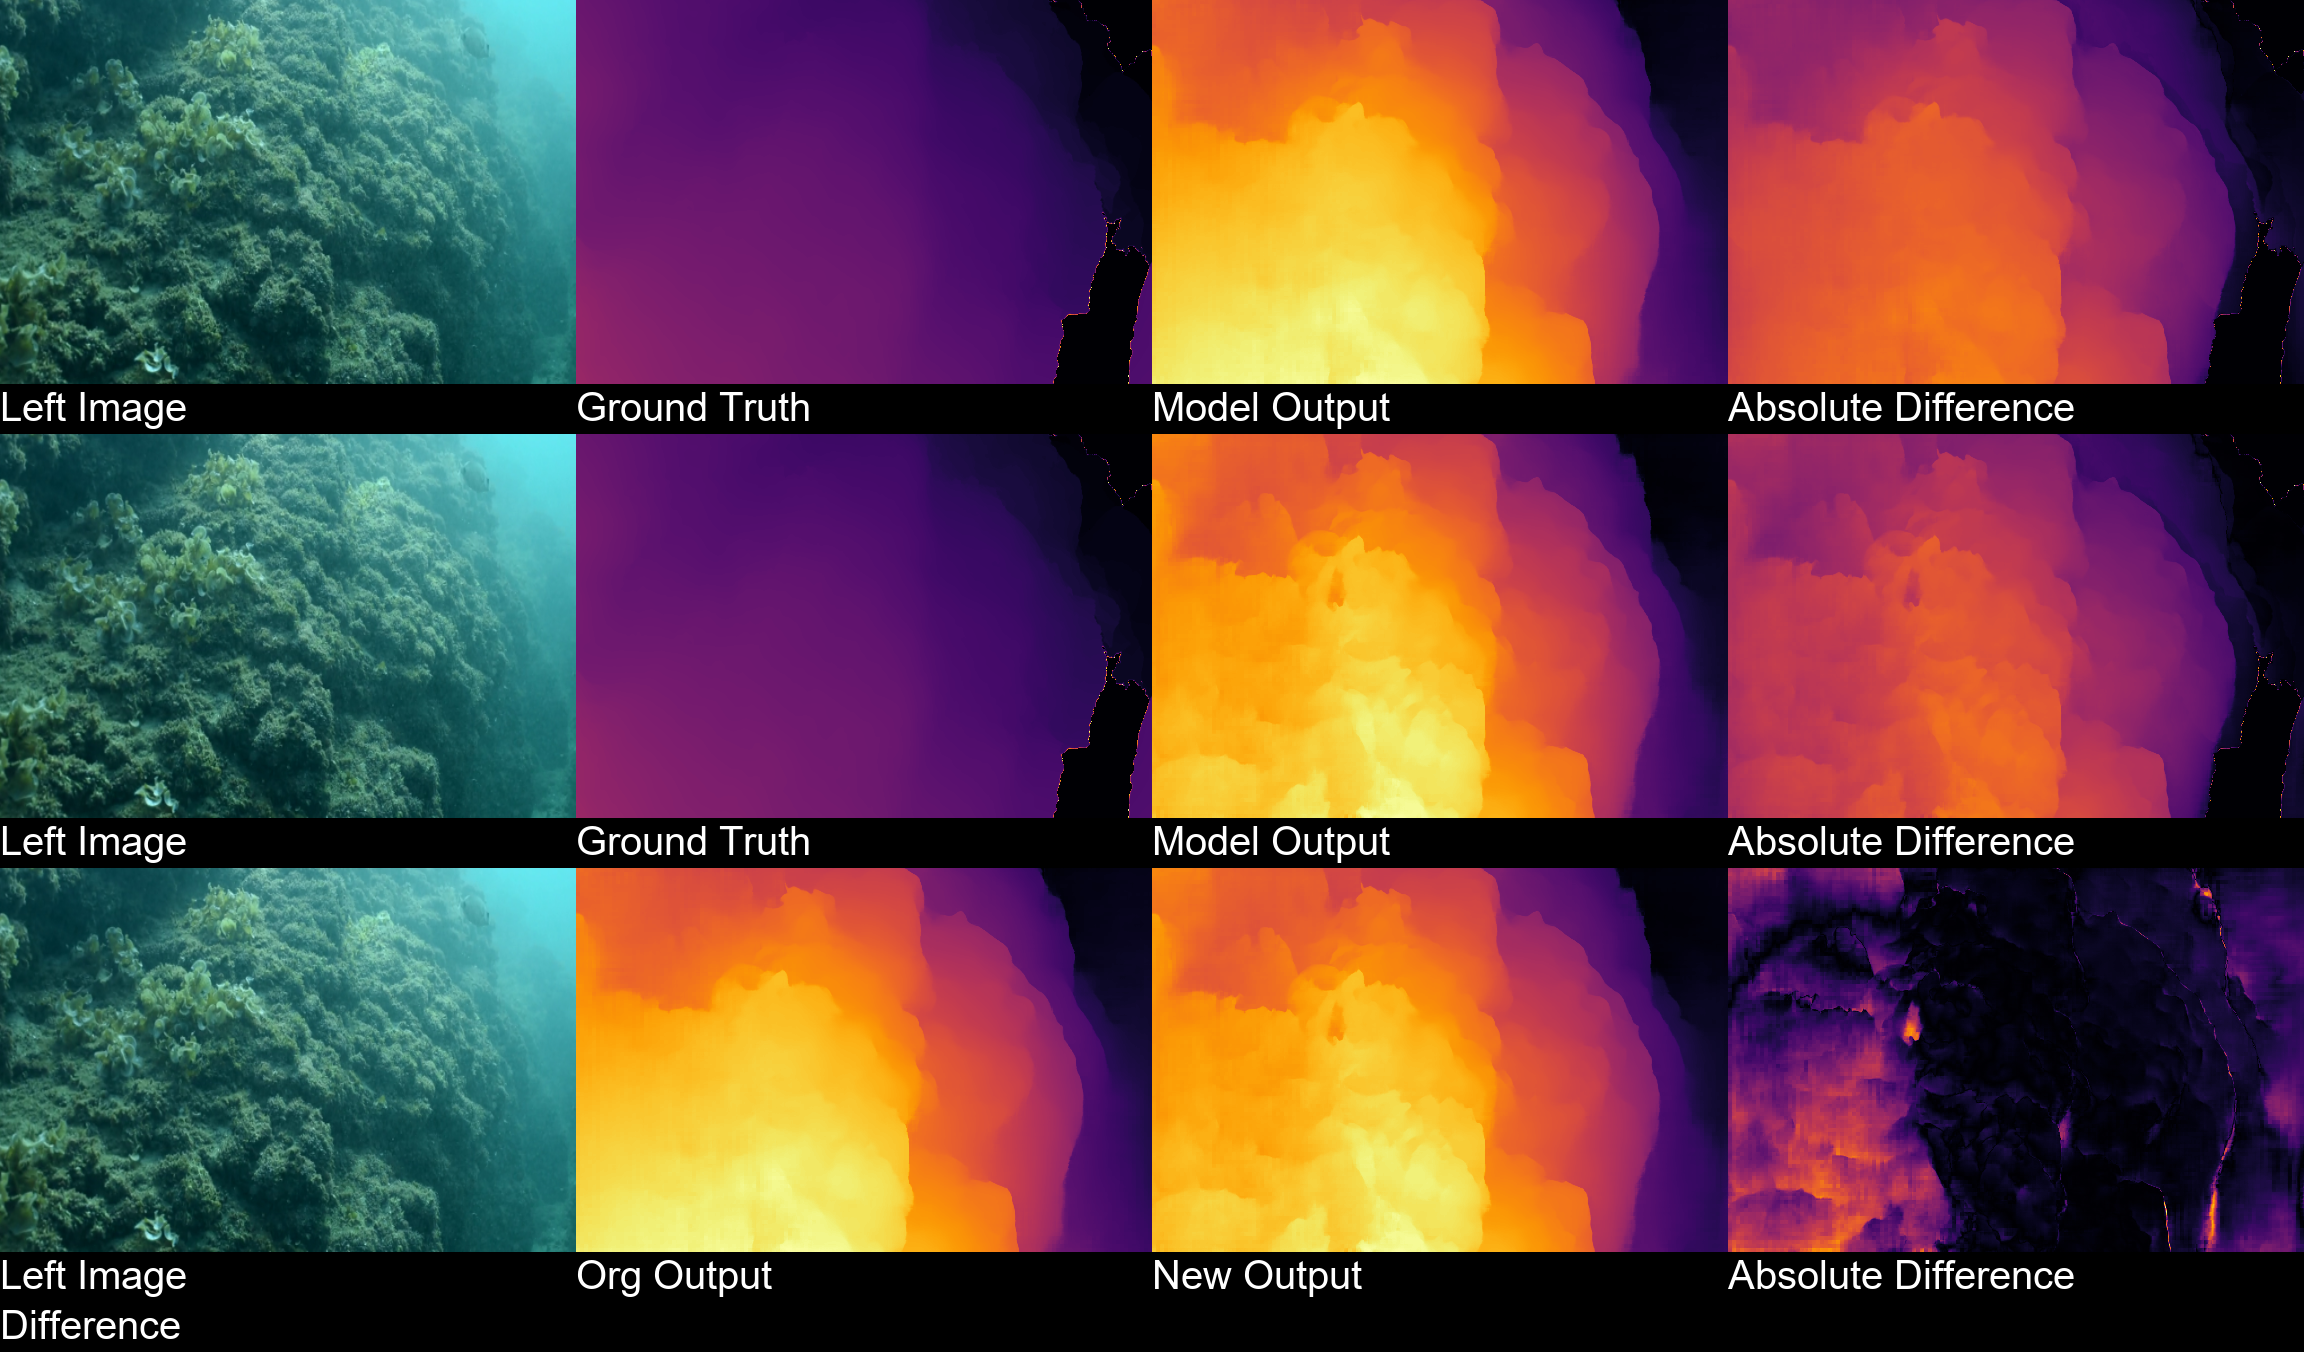 Left Image
Ground Truth
Model Output
Absolute Difference
Left Image
Ground Truth
Model Output
Absolute Difference
Left Image
Org Output
New Output
Absolute Difference
Difference